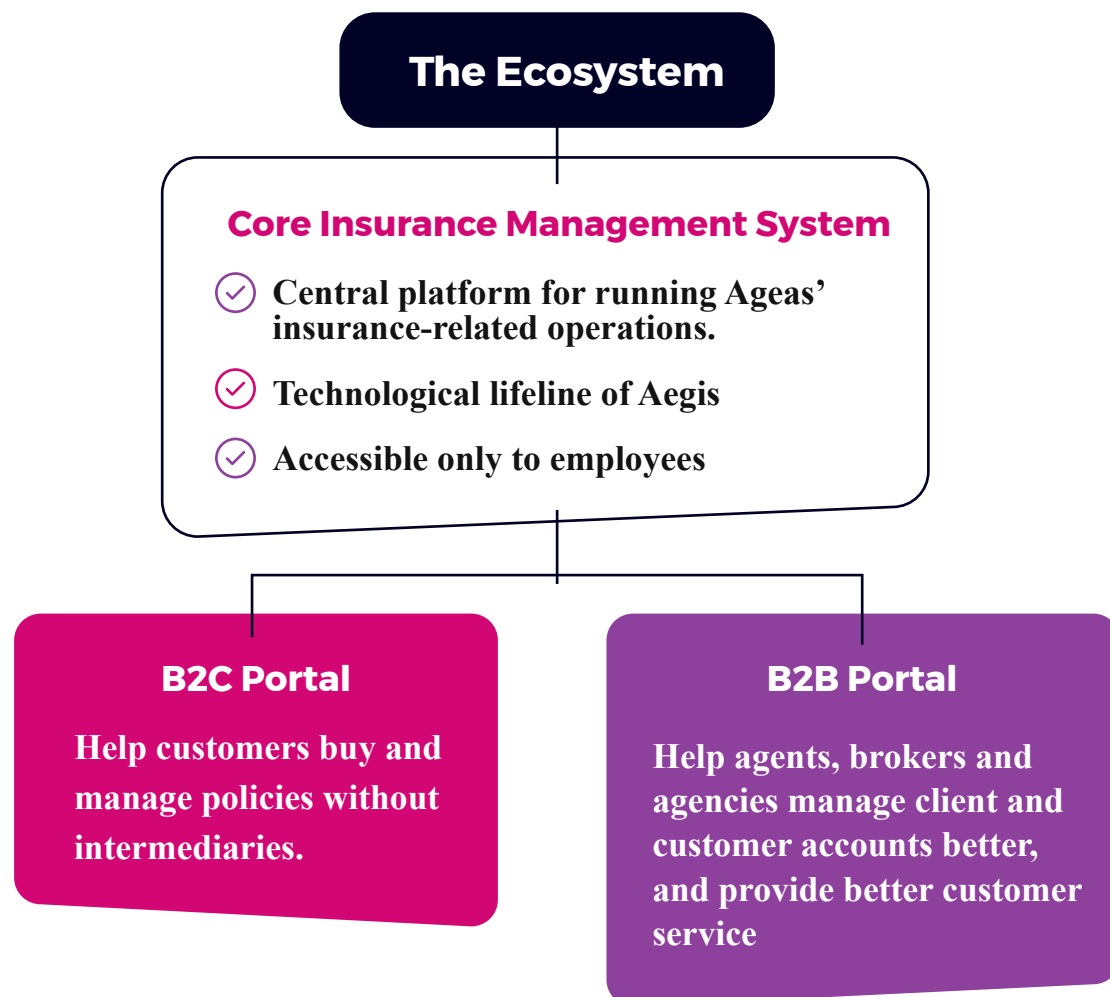 The Ecosystem
Core Insurance Management System
Central platform for running Ageas’
insurance-related operations.
Technological lifeline of Aegis
Accessible only to employees
B2C Portal
Help customers buy and
manage policies without
intermediaries.
B2B Portal
Help agents, brokers and
agencies manage client and
customer accounts better,
and provide better customer
service